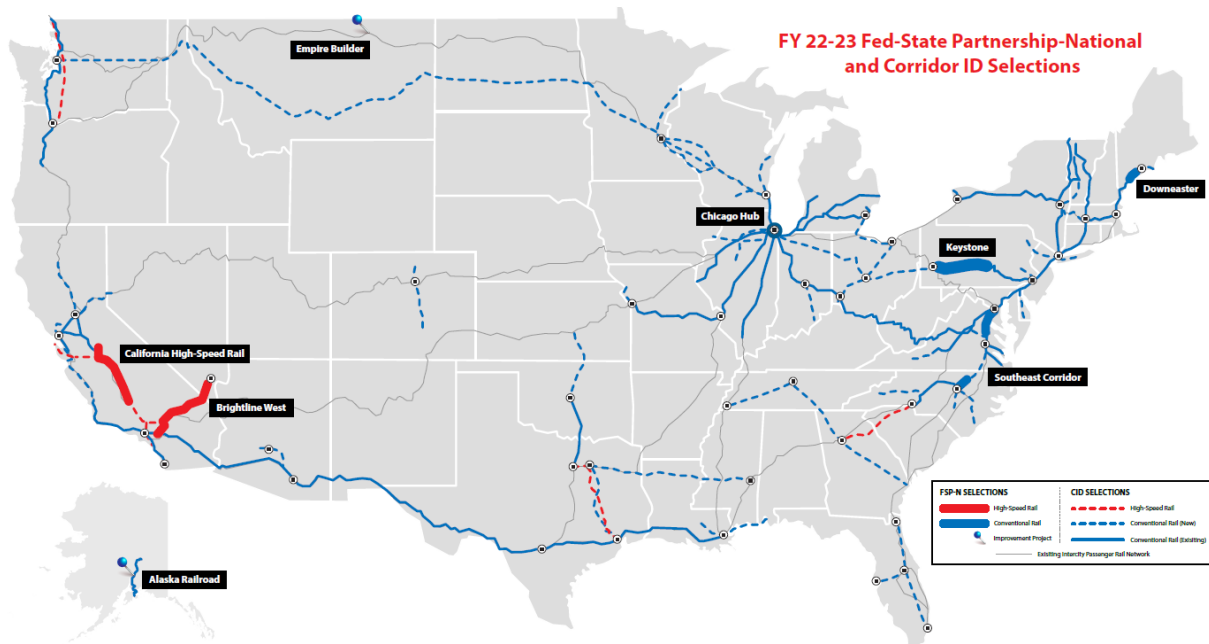 FY 22-23 Fed-State Partnership-National
and Corridor ID Selections
Empire Builder
Downeaster
Chicago Hub
Keystone
California High-Speed Rail
Southeast Corridor
Brightline West
Alaska Railroad
FSP-N SELECTIONS
High-Speed Rail
Conventional Rail
Improvement Project
CID SELECTIONS
High-Speed Rail
Conventional Rail (New)
Conventional Rail (Exisiting)
Exisiting Intercity Passenger Rail Network